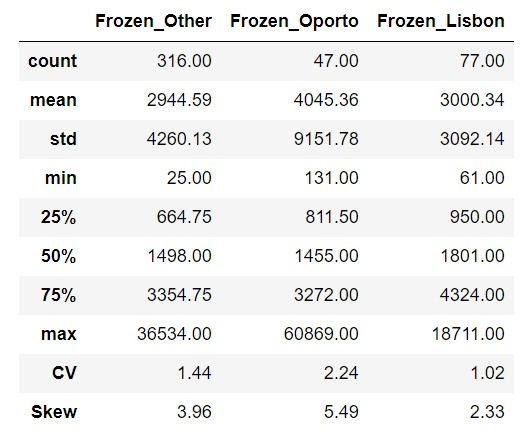 Frozen_Other Frozen_Oporto Frozen_Lisbon
count 316.00 47.00 77.00
mean 2944.59 4045.36 3000.34
std 4260.13 9151.78 3092.14
min 25.00 131.00 61.00
25% 664.75 811.50 950.00
50% 1498.00 1455.00 1801.00
75% 3354.75 3272.00 4324.00
max 36534.00 60869.00 18711.00
CV 1.44 2.24 1.02
Skew 3.96 5.49 2.33